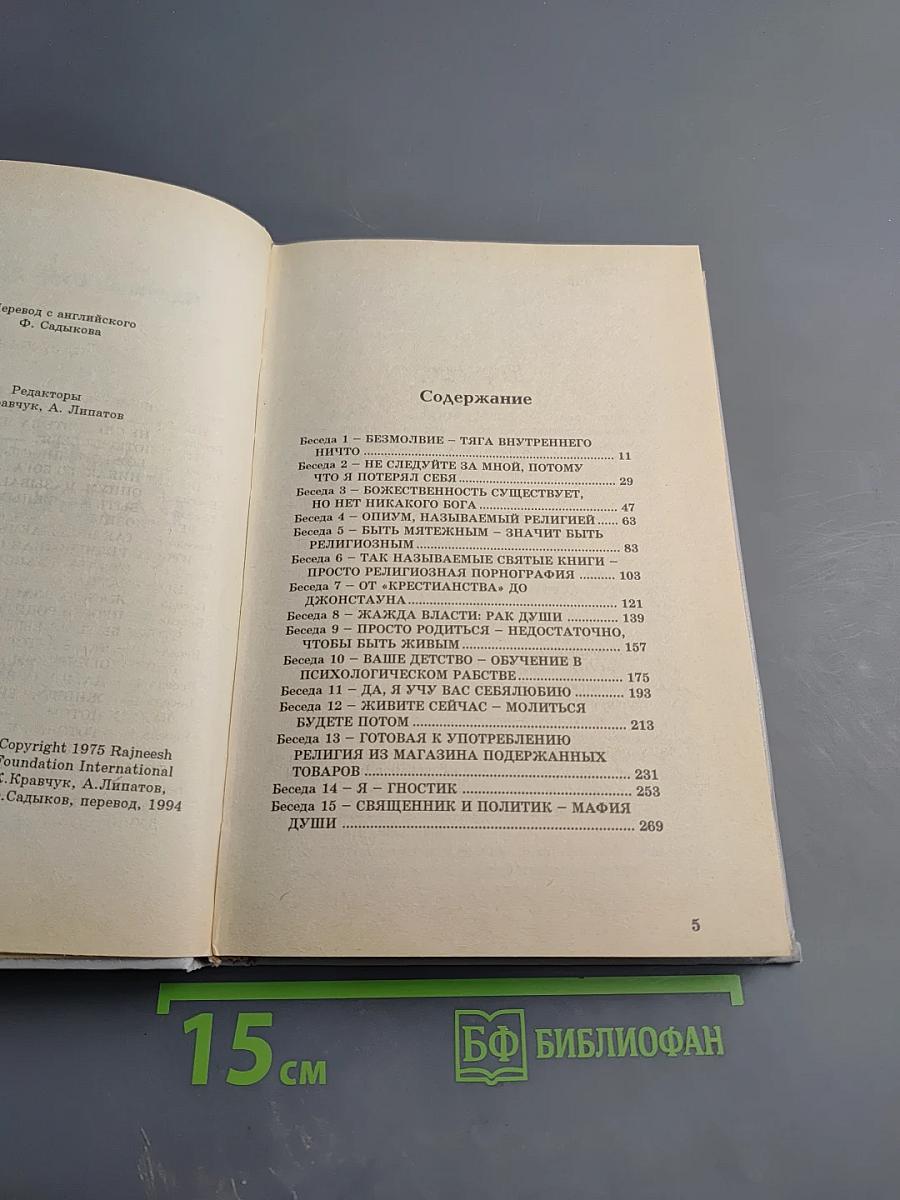 Перевод с английского
Ф. Садыкова
Редакторы
А. Липатов
Copyright 1975 Rajneesh
Foundation International
Кравчук, А.Липатов,
Садыков, перевод, 1994
Содержание
Беседа 1 – БЕЗМОЛВИЕ – ТЯГА ВНУТРЕННЕГО
НИЧТО ........ 11
Беседа 2 – НЕ СЛЕДУЙТЕ ЗА МНОЙ, ПОТОМУ
ЧТО Я ПОТЕРЯЛ СЕБЯ ........ 29
Беседа 3 – БОЖЕСТВЕННОСТЬ СУЩЕСТВУЕТ,
НО НЕТ НИКАКОГО БОГА ........ 47
Беседа 4 – ОПИУМ, НАЗЫВАЕМЫЙ РЕЛИГИЕЙ ..... 63
Беседа 5 – БЫТЬ МЯТЕЖНЫМ – ЗНАЧИТ БЫТЬ
РЕЛИГИОЗНЫМ ........ 83
Беседа 6 – ТАК НАЗЫВАЕМЫЕ СВЯТЫЕ КНИГИ –
ПРОСТО РЕЛИГИОЗНАЯ ПОРНОГРАФИЯ ........ 103
Беседа 7 – ОТ «КРЕСТИАНСТВА» ДО
ДЖОНСТАУНА ........ 121
Беседа 8 – ЖАЖДА ВЛАСТИ: РАК ДУШИ ........ 139
Беседа 9 – ПРОСТО РОДИТЬСЯ – НЕДОСТАТОЧНО,
ЧТОБЫ БЫТЬ ЖИВЫМ ........ 157
Беседа 10 – ВАШЕ ДЕТСТВО – ОБУЧЕНИЕ В
ПСИХОЛОГИЧЕСКОМ РАБСТВЕ ........ 175
Беседа 11 – ДА, Я УЧУ ВАС СЕБЯЛЮБИЮ ........ 193
Беседа 12 – ЖИВИТЕ СЕЙЧАС – МОЛИТЬСЯ
БУДЕТЕ ПОТОМ ........ 213
Беседа 13 – ГОТОВАЯ К УПОТРЕБЛЕНИЮ
РЕЛИГИЯ ИЗ МАГАЗИНА ПОДЕРЖАННЫХ
ТОВАРОВ ........ 231
Беседа 14 – Я – ГНОСТИК ........ 253
Беседа 15 – СВЯЩЕННИК И ПОЛИТИК – МАФИЯ
ДУШИ ........ 269
5
15 см
БФ БИБЛИОФАН